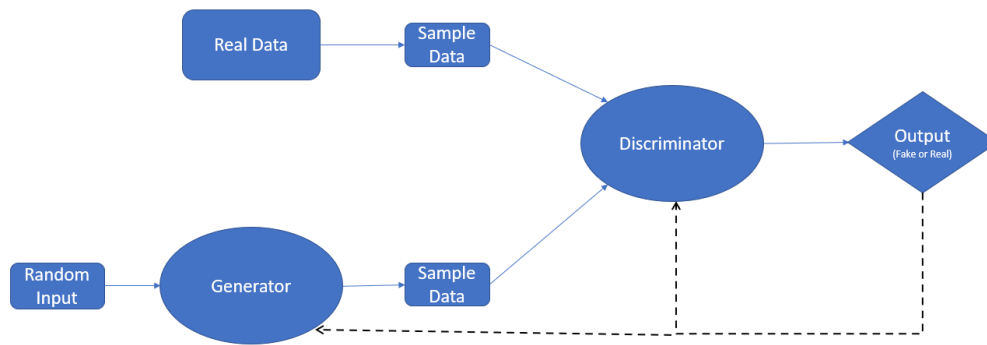 Real Data
Sample
Data
Discriminator
Output
(Fake or Real)
Random
Input
Generator
Sample
Data